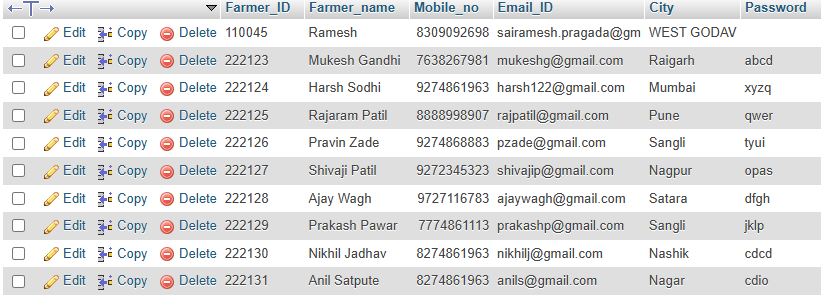 Farmer_ID Farmer_name Mobile_no Email_ID City Password
Edit Copy Delete 110045 Ramesh 8309092698 sairamesh.pragada@gm WEST GODAV
Edit Copy Delete 222123 Mukesh Gandhi 7638267981 mukeshg@gmail.com Raigarh abcd
Edit Copy Delete 222124 Harsh Sodhi 9274861963 harsh122@gmail.com Mumbai xyzq
Edit Copy Delete 222125 Rajaram Patil 8888998907 rajpatil@gmail.com Pune qwer
Edit Copy Delete 222126 Pravin Zade 9274868883 pzade@gmail.com Sangli tyui
Edit Copy Delete 222127 Shivaji Patil 9272345323 shivajip@gmail.com Nagpur opas
Edit Copy Delete 222128 Ajay Wagh 9727116783 ajaywagh@gmail.com Satara dfgh
Edit Copy Delete 222129 Prakash Pawar 7774861113 prakashp@gmail.com Sangli jklp
Edit Copy Delete 222130 Nikhil Jadhav 8274861963 nikhilj@gmail.com Nashik cdcd
Edit Copy Delete 222131 Anil Satpute 8274861963 anils@gmail.com Nagar cdio